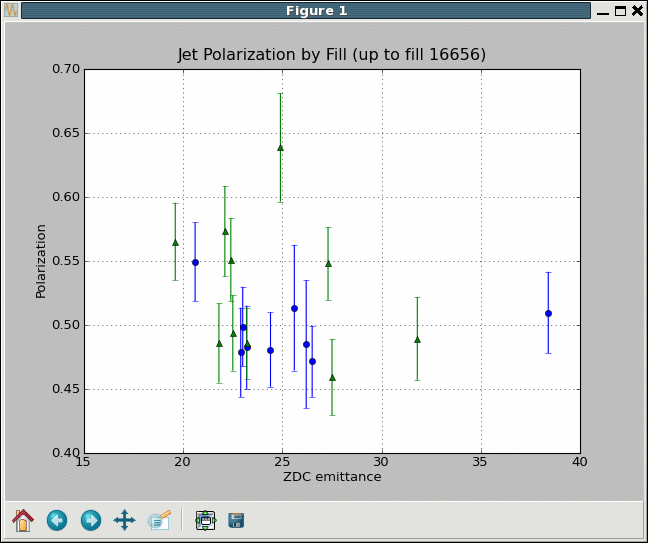 Figure 1
Jet Polarization by Fill (up to fill 16656)
0.70
0.65
0.60
0.55
0.50
0.45
0.40
Polarization
15 20 25 30 35 40
ZDC emittance